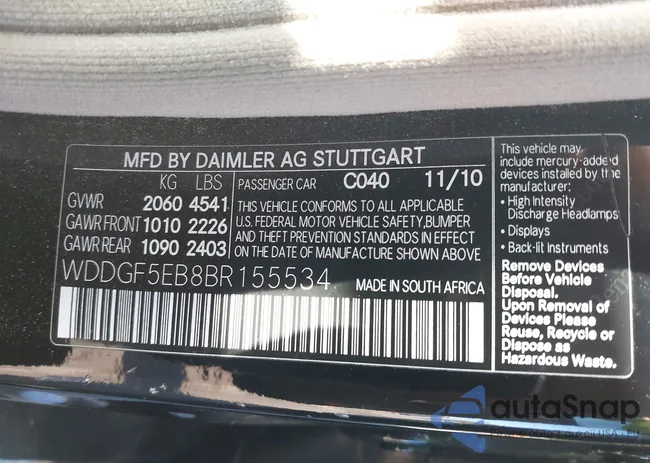 MFD BY DAIMLER AG STUTTGART
KG LBS
GVWR 2060 4541
GAWR FRONT 1010 2226
GAWR REAR 1090 2403
PASSENGER CAR C040 11/10
THIS VEHICLE CONFORMS TO ALL APPLICABLE
U.S. FEDERAL MOTOR VEHICLE SAFETY, BUMPER
AND THEFT PREVENTION STANDARDS IN EFFECT
ON THE DATE OF MANUFACTURE SHOWN ABOVE
WDDGF5EB8BR155534
MADE IN SOUTH AFRICA
This vehicle may
include mercury-added
devices installed by the
manufacturer:
• High Intensity
Discharge Headlamps
• Displays
• Back-lit Instruments
Remove Devices
Before Vehicle
Disposal.
Upon Removal of
Devices Please
Reuse, Recycle or
Dispose as
Hazardous Waste.
autoSnap